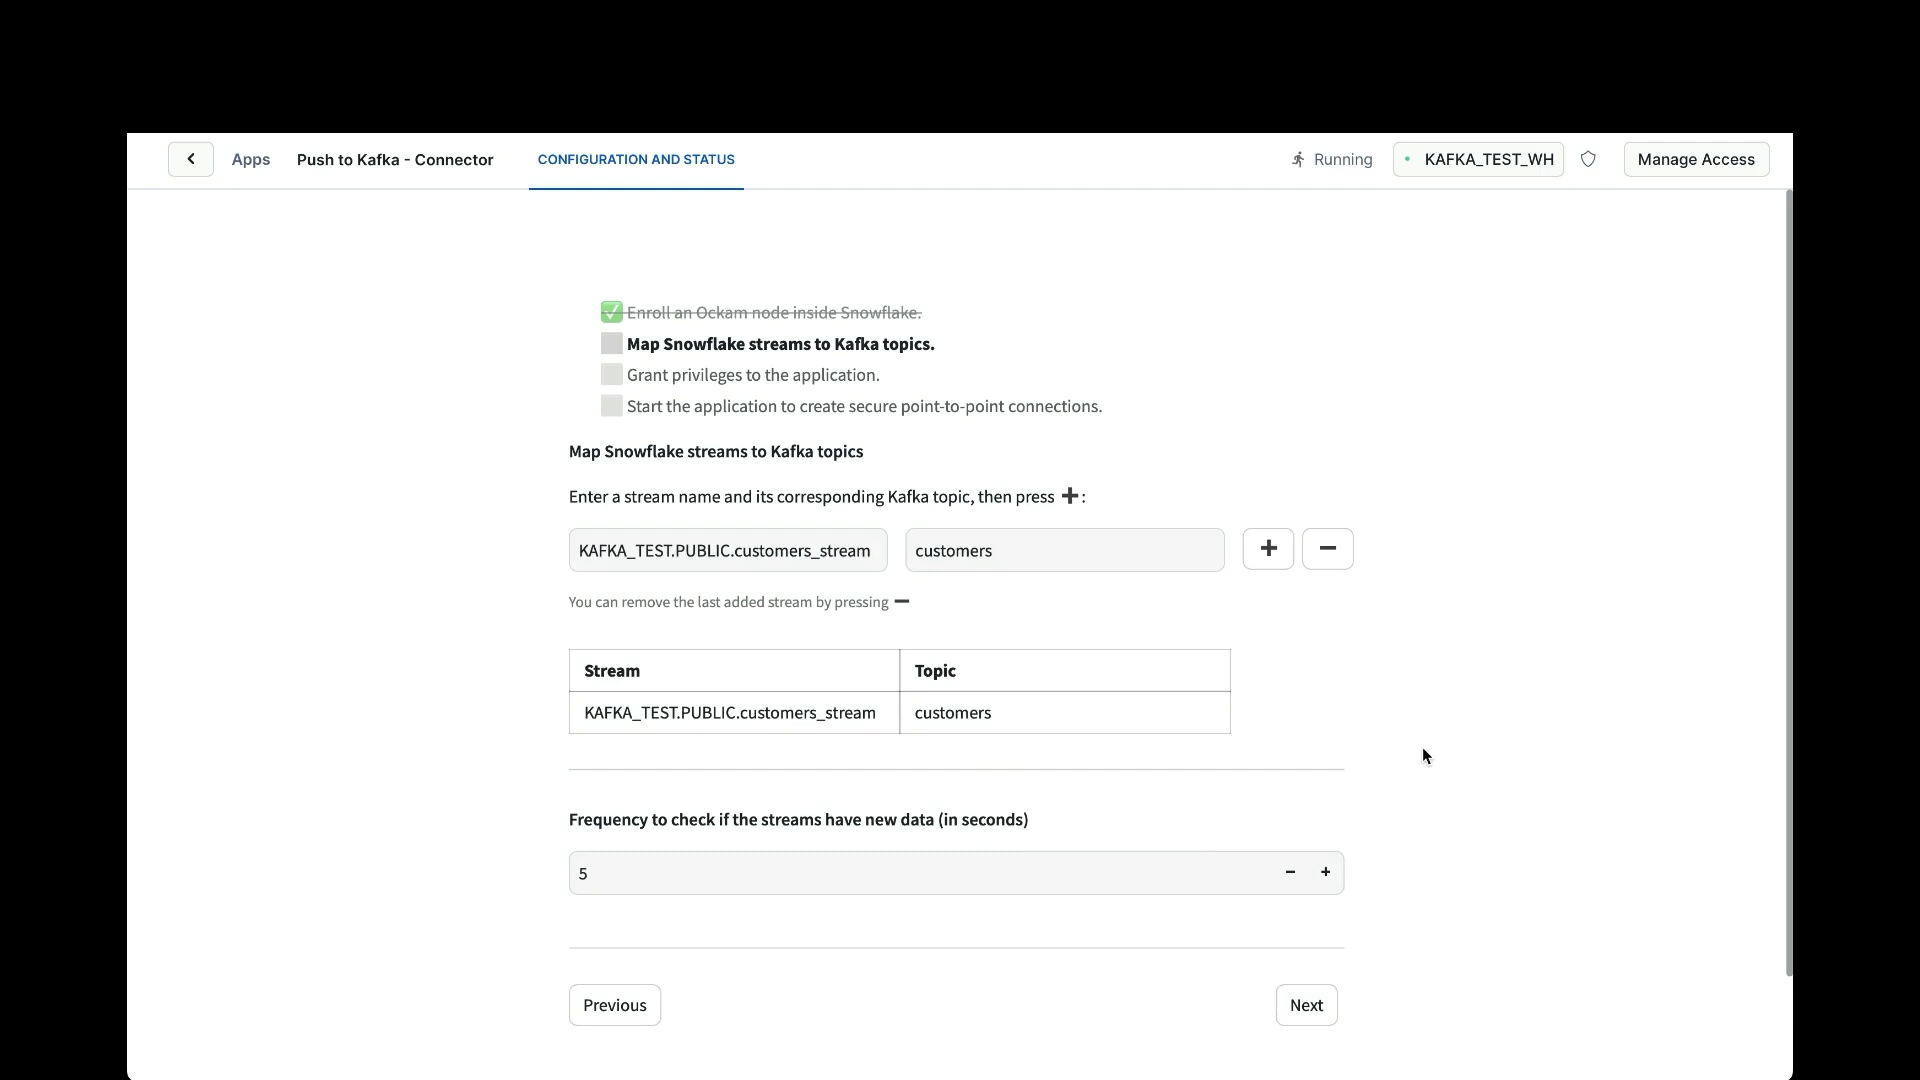 Apps Push to Kafka - Connector CONFIGURATION AND STATUS Running KAFKA_TEST_WH Manage Access
Enroll an Ockam node inside Snowflake.
Map Snowflake streams to Kafka topics.
Grant privileges to the application.
Start the application to create secure point-to-point connections.
Map Snowflake streams to Kafka topics
Enter a stream name and its corresponding Kafka topic, then press ➕:
KAFKA_TEST.PUBLIC.customers_stream customers ➕ ➖
You can remove the last added stream by pressing ➖
Stream Topic
KAFKA_TEST.PUBLIC.customers_stream customers
Frequency to check if the streams have new data (in seconds)
5 - +
Previous Next